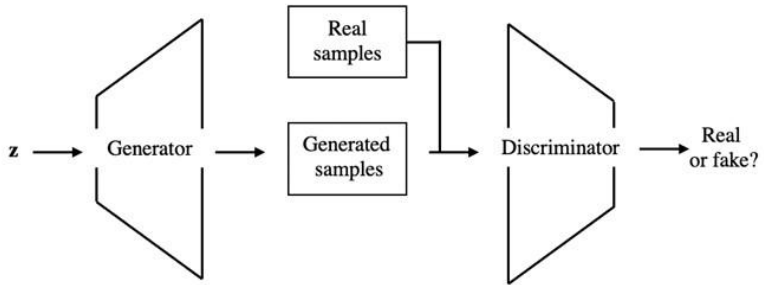 z
Generator
Real
samples
Generated
samples
Discriminator
Real
or fake?